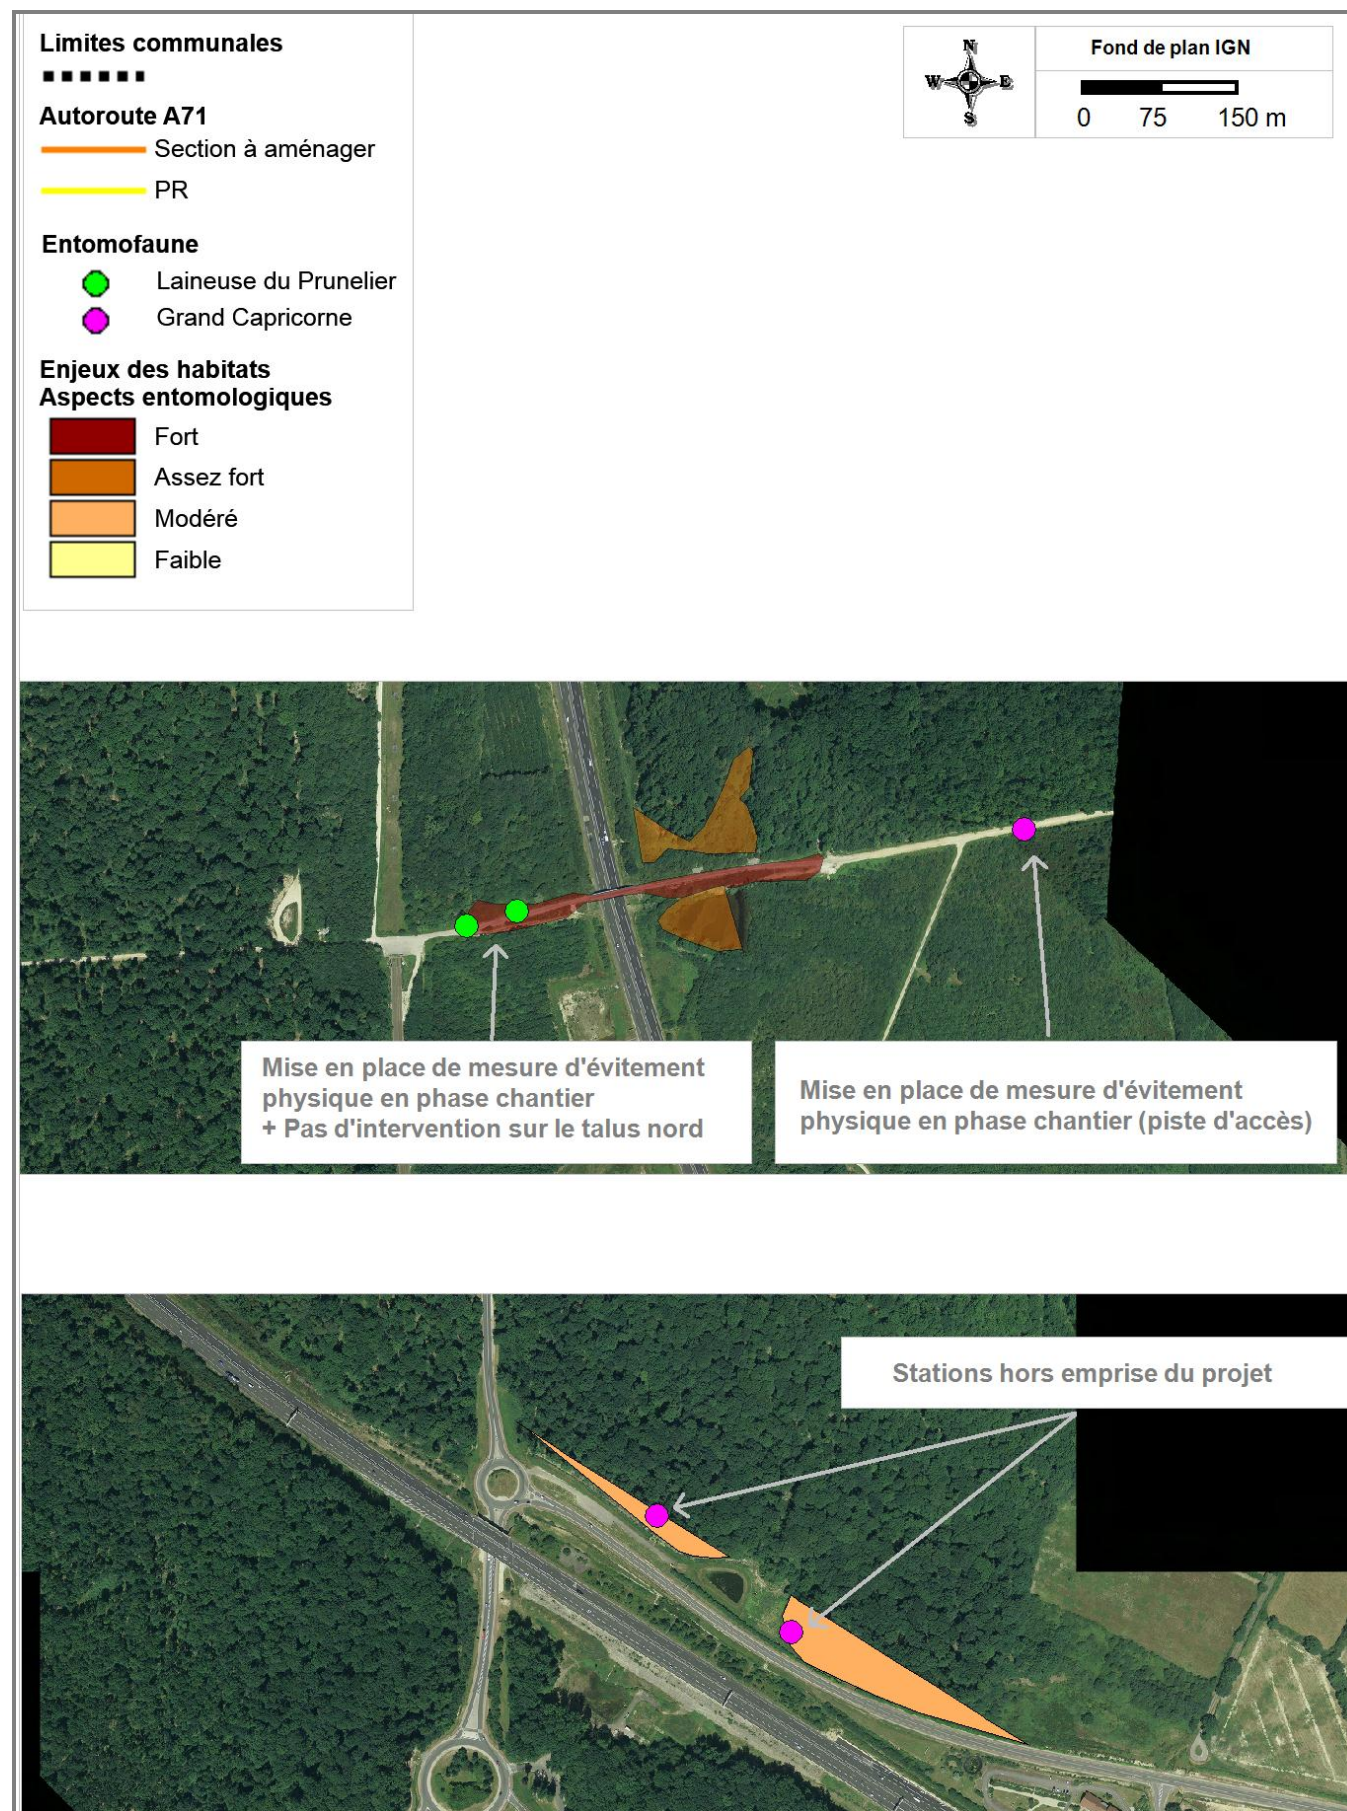 Limites communales
Autoroute A71
Section à aménager
PR
Entomofaune
Laineuse du Prunelier
Grand Capricorne
Enjeux des habitats
Aspects entomologiques
Fort
Assez fort
Modéré
Faible
N
W E
S
Fond de plan IGN
0 75 150 m
Mise en place de mesure d'évitement
physique en phase chantier
+ Pas d'intervention sur le talus nord
Mise en place de mesure d'évitement
physique en phase chantier (piste d'accès)
Stations hors emprise du projet